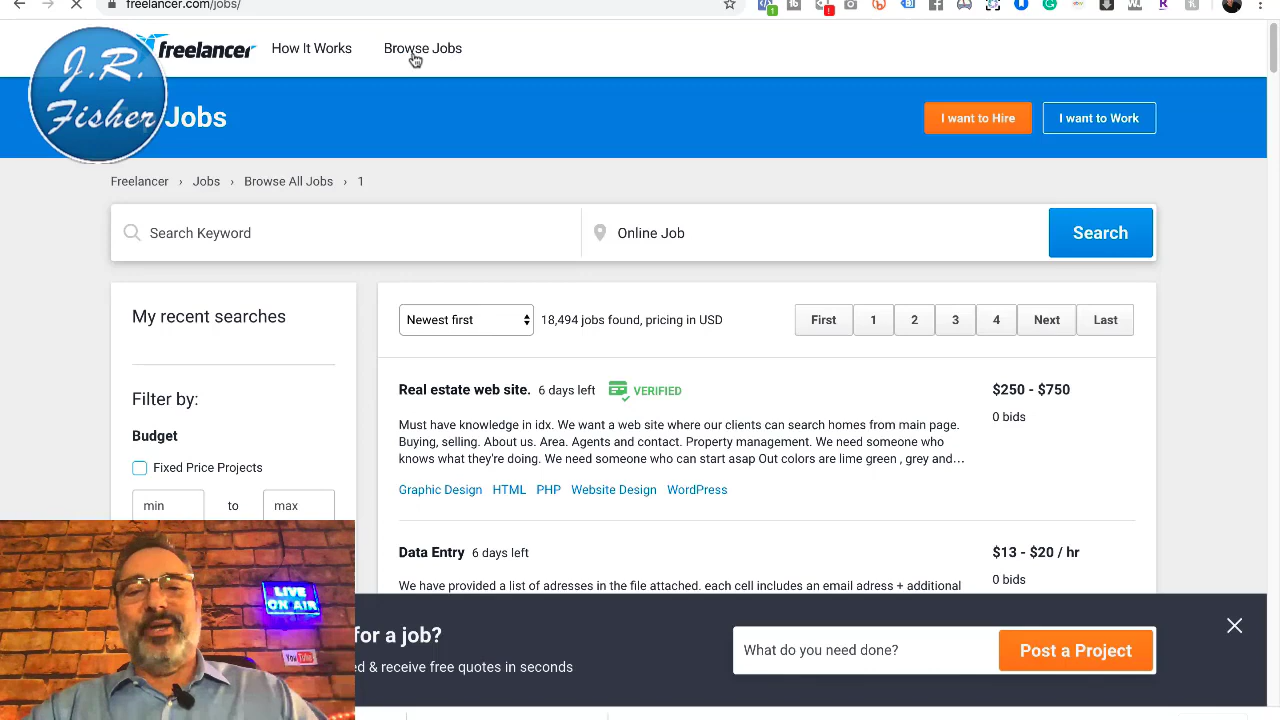 freelancer.com/jobs/
freelancer
How It Works
Browse Jobs
J.R.
Fisher
Jobs
I want to Hire
I want to Work
Freelancer › Jobs › Browse All Jobs › 1
Search Keyword
Online Job
Search
My recent searches
Filter by:
Budget
Fixed Price Projects
min to max
Newest first
18,494 jobs found, pricing in USD
First 1 2 3 4 Next Last
Real estate web site. 6 days left VERIFIED
$250 - $750
0 bids
Must have knowledge in idx. We want a web site where our clients can search homes from main page.
Buying, selling. About us. Area. Agents and contact. Property management. We need someone who
knows what they're doing. We need someone who can start asap Out colors are lime green , grey and…
Graphic Design HTML PHP Website Design WordPress
Data Entry 6 days left
$13 - $20 / hr
0 bids
We have provided a list of adresses in the file attached. each cell includes an email adress + additional
for a job?
d & receive free quotes in seconds
What do you need done?
Post a Project
LIVE
ON AIR
You Tube